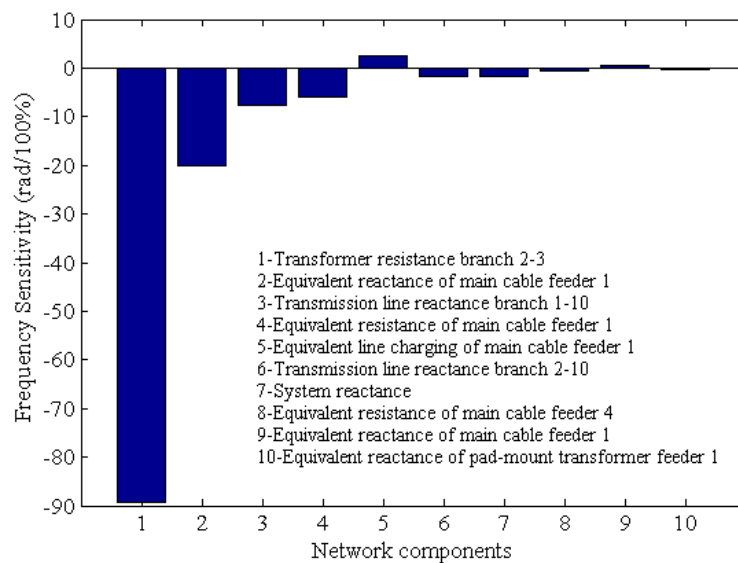 10
0
-10
-20
-30
-40
-50
-60
-70
-80
-90
Frequency Sensitivity (rad/100%)
1-Transformer resistance branch 2-3
2-Equivalent reactance of main cable feeder 1
3-Transmission line reactance branch 1-10
4-Equivalent resistance of main cable feeder 1
5-Equivalent line charging of main cable feeder 1
6-Transmission line reactance branch 2-10
7-System reactance
8-Equivalent resistance of main cable feeder 4
9-Equivalent reactance of main cable feeder 1
10-Equivalent reactance of pad-mount transformer feeder 1
1 2 3 4 5 6 7 8 9 10
Network components